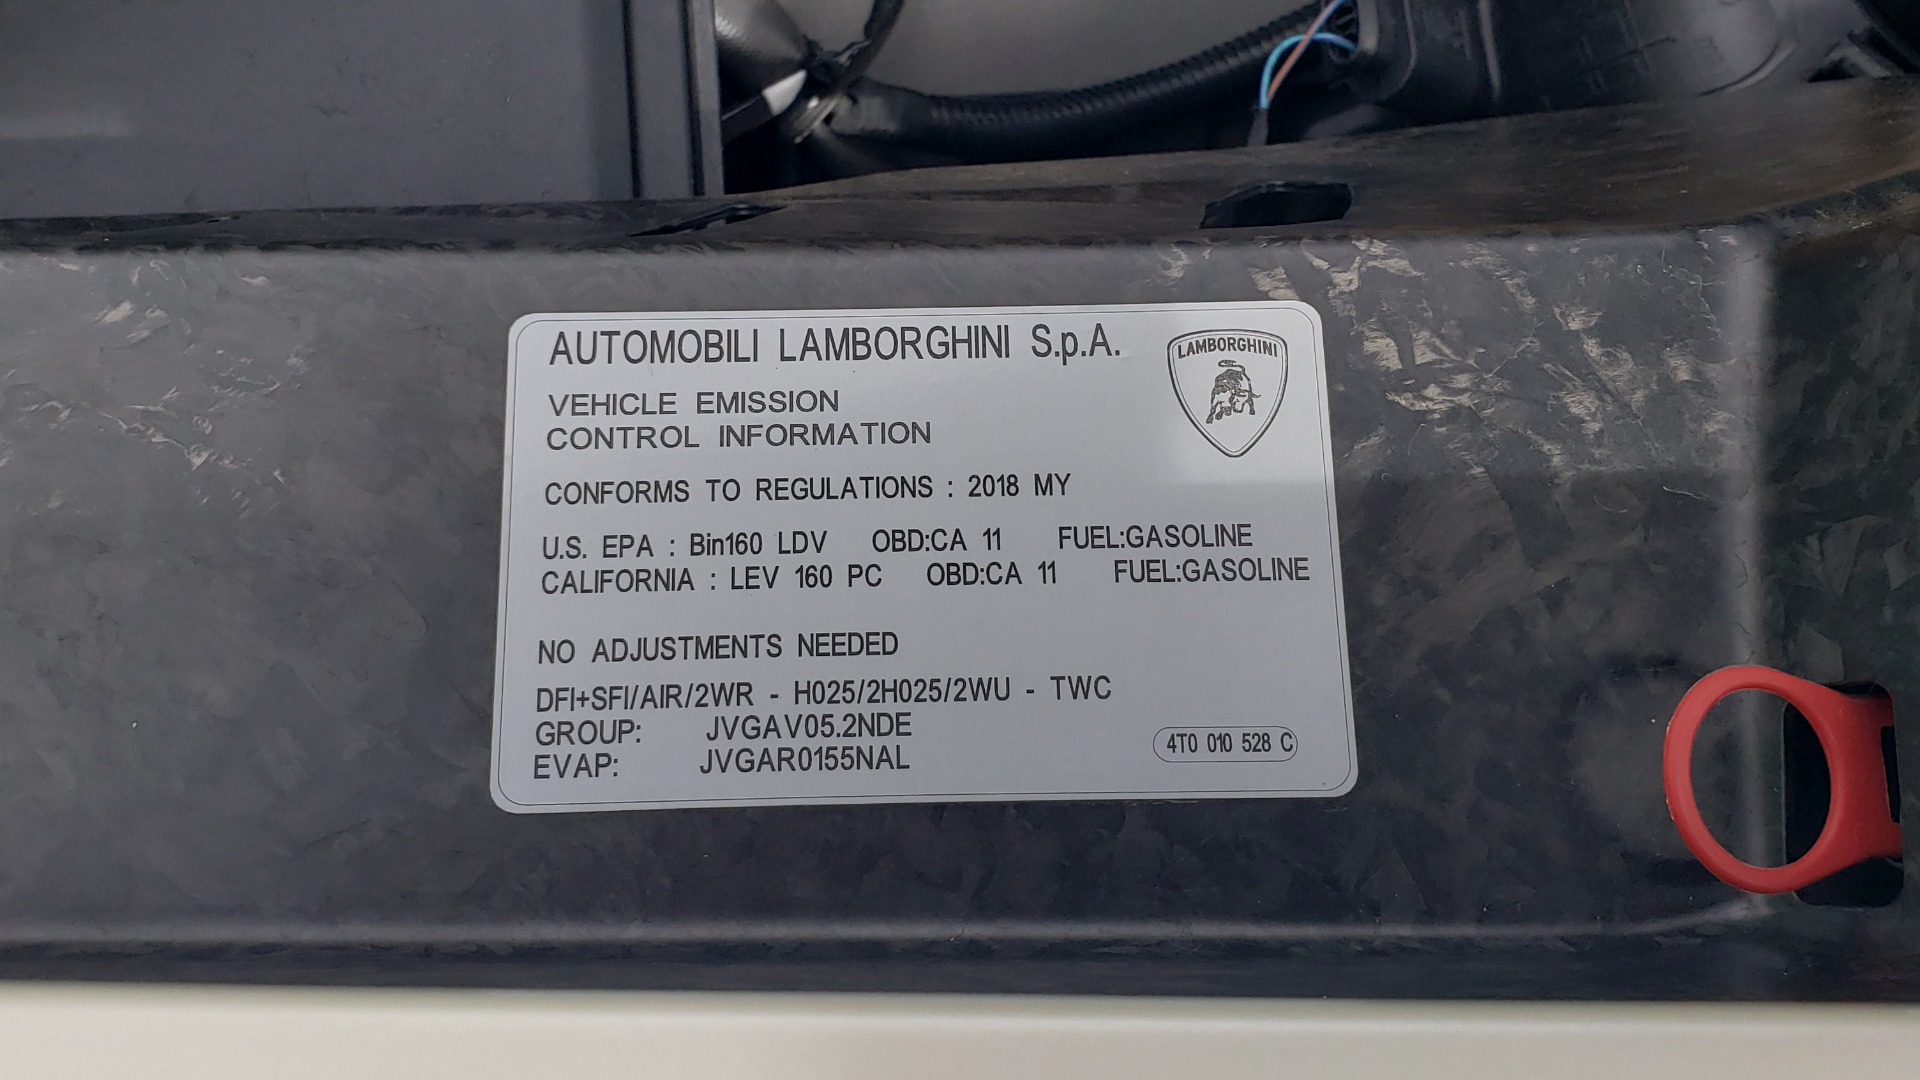 AUTOMOBILI LAMBORGHINI S.p.A.
LAMBORGHINI
VEHICLE EMISSION
CONTROL INFORMATION
CONFORMS TO REGULATIONS : 2018 MY
U.S. EPA : Bin160 LDV OBD:CA 11 FUEL:GASOLINE
CALIFORNIA : LEV 160 PC OBD:CA 11 FUEL:GASOLINE
NO ADJUSTMENTS NEEDED
DFI+SFI/AIR/2WR - H025/2H025/2WU - TWC
GROUP: JVGAV05.2NDE
EVAP: JVGAR0155NAL
4T0 010 528 C